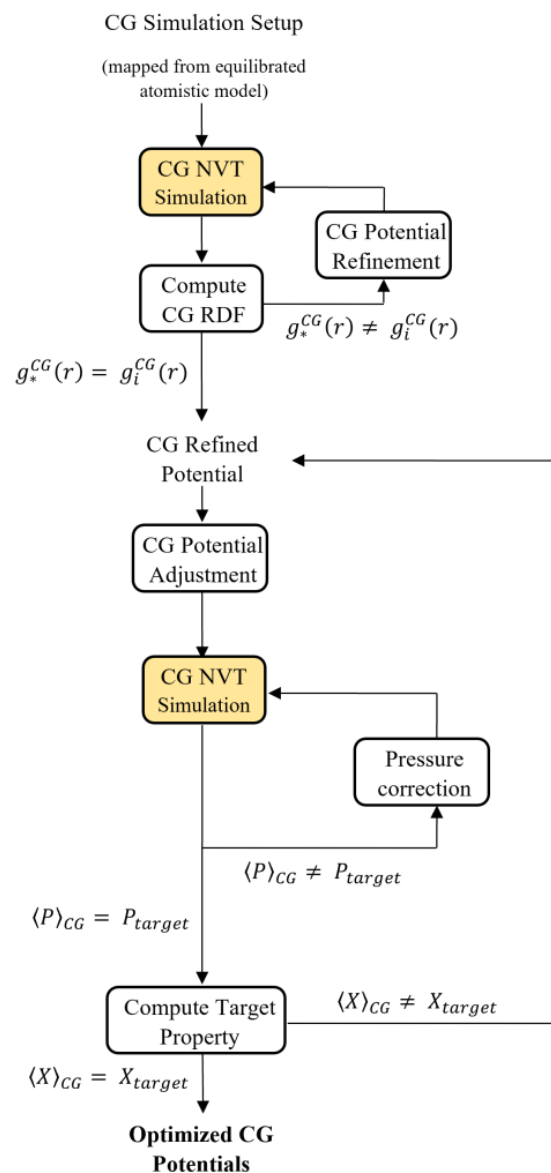 CG Simulation Setup
(mapped from equilibrated
atomistic model)
CG NVT
Simulation
CG Potential
Refinement
Compute
CG RDF
g_*^{CG}(r) ≠ g_i^{CG}(r)
g_*^{CG}(r) = g_i^{CG}(r)
CG Refined
Potential
CG Potential
Adjustment
CG NVT
Simulation
Pressure
correction
⟨P⟩_{CG} ≠ P_{target}
⟨P⟩_{CG} = P_{target}
Compute Target
Property
⟨X⟩_{CG} ≠ X_{target}
⟨X⟩_{CG} = X_{target}
Optimized CG
Potentials